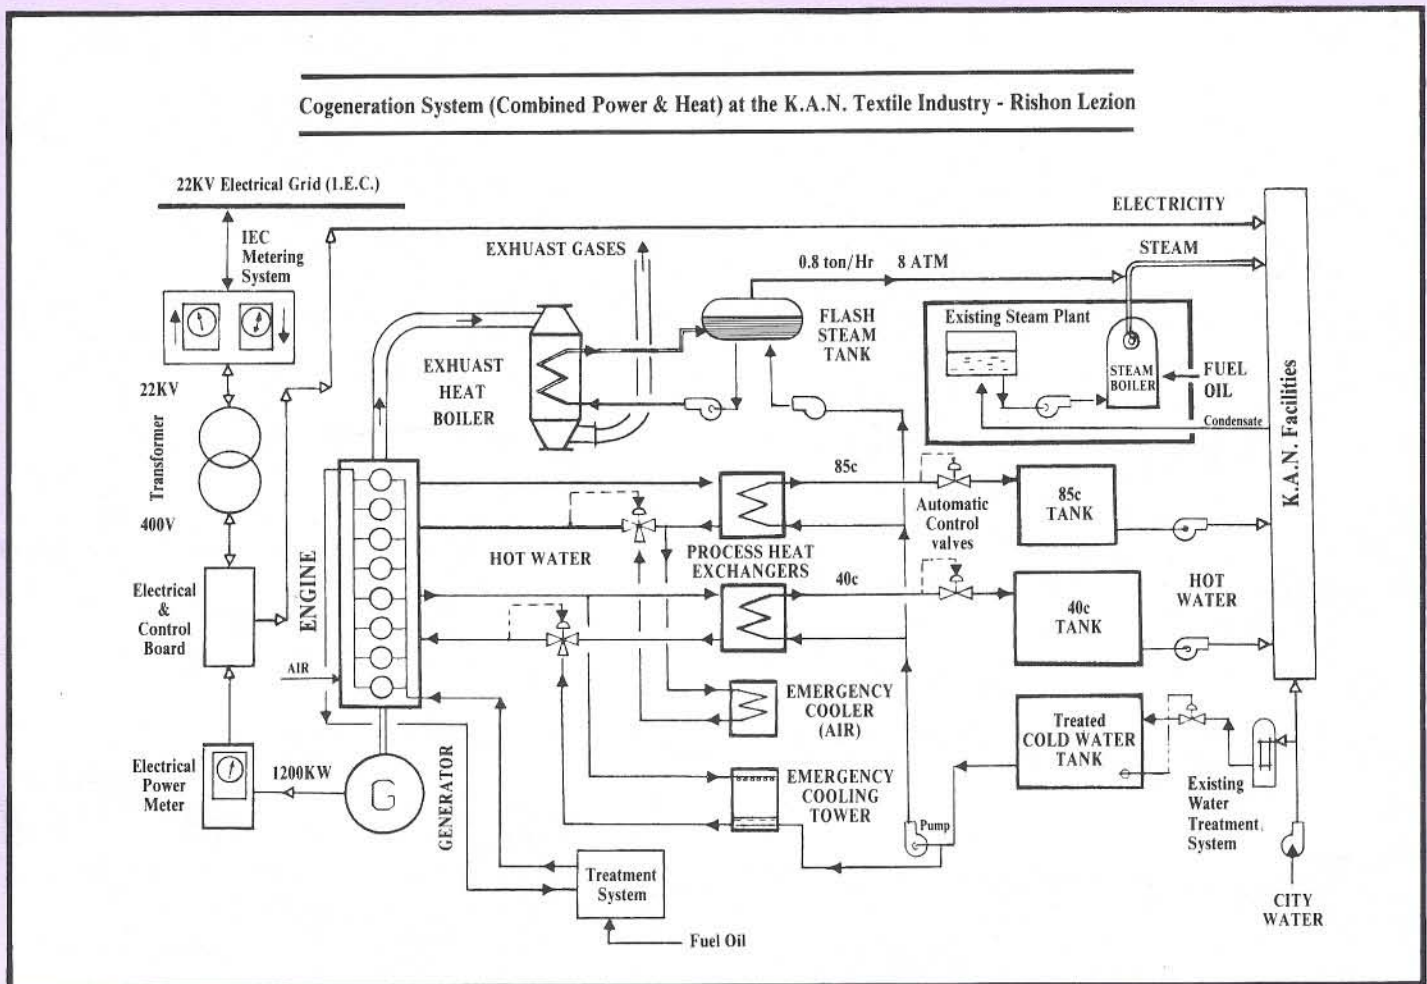 Cogeneration System (Combined Power & Heat) at the K.A.N. Textile Industry - Rishon Lezion
22KV Electrical Grid (I.E.C.)
IEC
Metering
System
22KV
Transformer
400V
Electrical
&
Control
Board
Electrical
Power
Meter
1200KW
G
GENERATOR
ENGINE
AIR
EXHUAST GASES
EXHUAST
HEAT
BOILER
0.8 ton/Hr 8 ATM
FLASH
STEAM
TANK
ELECTRICITY
STEAM
Existing Steam Plant
STEAM
BOILER
FUEL
OIL
Condensate
K.A.N. Facilities
HOT WATER
85c
PROCESS HEAT
EXCHANGERS
40c
Automatic
Control
valves
85c
TANK
40c
TANK
HOT
WATER
EMERGENCY
COOLER
(AIR)
EMERGENCY
COOLING
TOWER
Pump
Treated
COLD WATER
TANK
Existing
Water
Treatment
System
CITY
WATER
Treatment
System
Fuel Oil